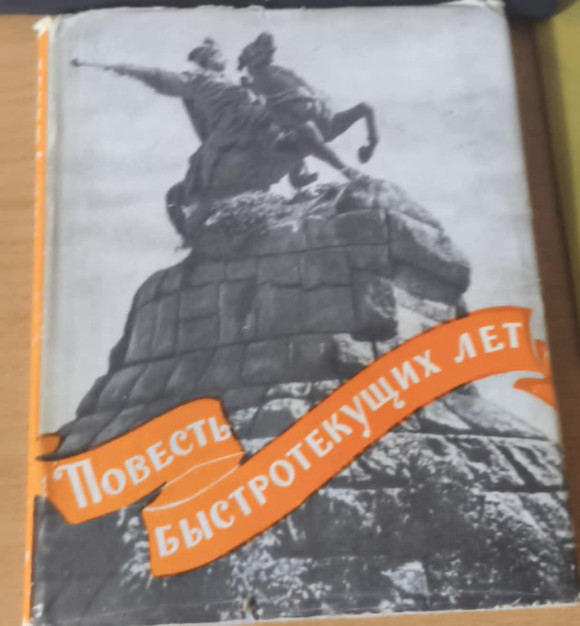 Повесть
быстротекущих лет